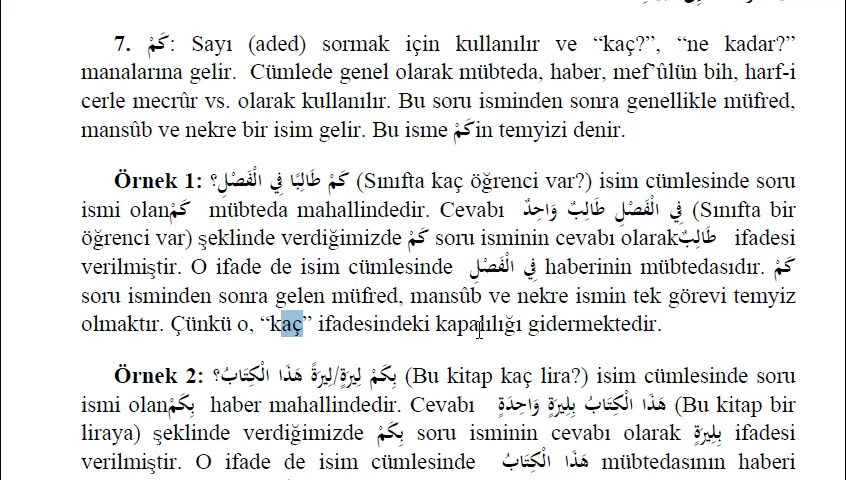 7. كَمْ: Sayı (aded) sormak için kullanılır ve “kaç?”, “ne kadar?”
manalarına gelir. Cümlede genel olarak mübteda, haber, mef’ûlün bih, harf-i
cerle mecrûr vs. olarak kullanılır. Bu soru isminden sonra genellikle müfred,
mansûb ve nekre bir isim gelir. Bu isme كَمْin temyizi denir.
Örnek 1: كَمْ طَالِبًا فِي الْفَصْلِ؟ (Sınıfta kaç öğrenci var?) isim cümlesinde soru
ismi olanكَمْ mübteda mahallindedir. Cevabı فِي الْفَصْلِ طَالِبٌ وَاحِدٌ (Sınıfta bir
öğrenci var) şeklinde verdiğimizde كَمْ soru isminin cevabı olarakطَالِبٌ ifadesi
verilmiştir. O ifade de isim cümlesinde فِي الْفَصْلِ haberinin mübtedasıdır. كَمْ
soru isminden sonra gelen müfred, mansûb ve nekre ismin tek görevi temyiz
olmaktır. Çünkü o, “kaç” ifadesindeki kapalılığı gidermektedir.
Örnek 2: بِكَمْ لِيرَةٍ/لِيرَةً هَذَا الْكِتَابُ؟ (Bu kitap kaç lira?) isim cümlesinde soru
ismi olanبِكَمْ haber mahallindedir. Cevabı هَذَا الْكِتَابُ بِلِيرَةٍ وَاحِدَةٍ (Bu kitap bir
liraya) şeklinde verdiğimizde بِكَمْ soru isminin cevabı olarak بِلِيرَةٍ ifadesi
verilmiştir. O ifade de isim cümlesinde هَذَا الْكِتَابُ mübtedasının haberi